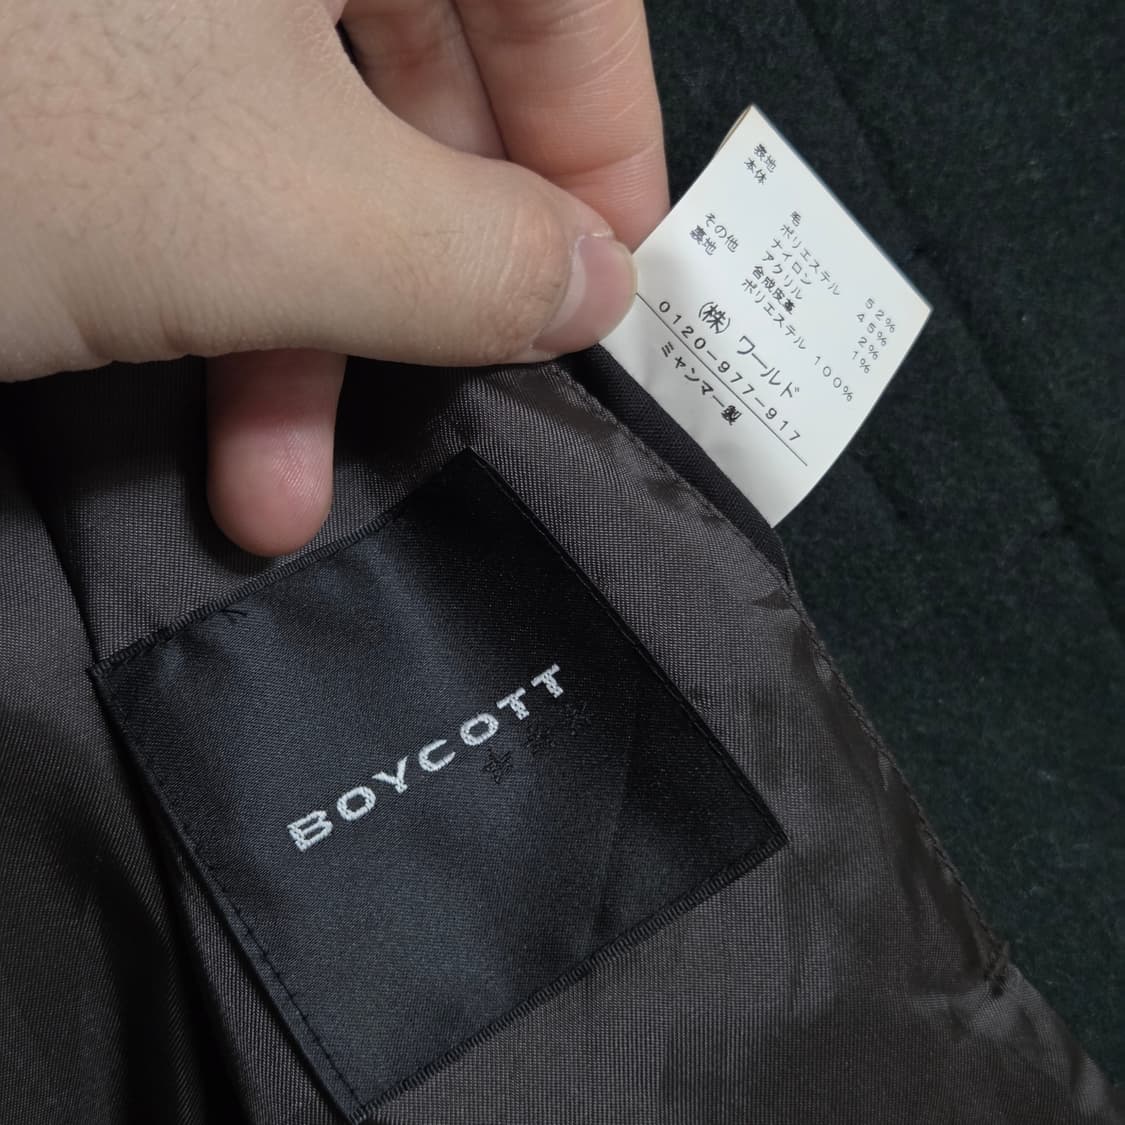 表地
本体
毛 52%
ポリエステル 45%
ナイロン 2%
アクリル 1%
その他 合成皮革
裏地 ポリエステル 100%
(株) ワールド
0120-977-917
ミャンマー製
BOYCOTT